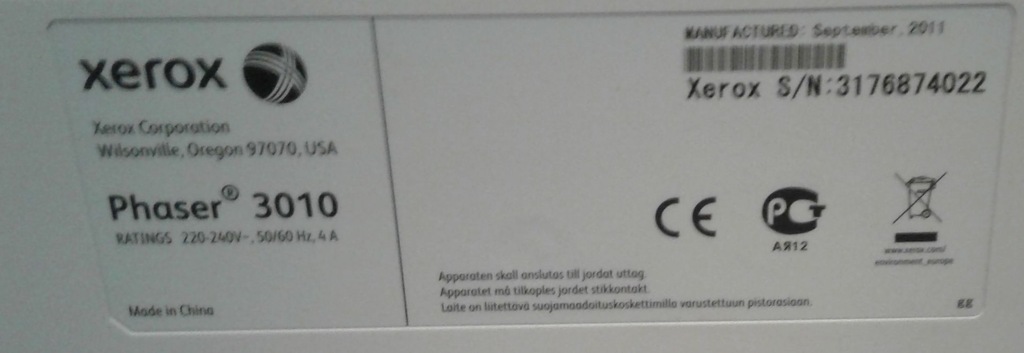 xerox
Xerox Corporation
Wilsonville, Oregon 97070, USA
Phaser® 3010
RATINGS 220-240V~, 50/60 Hz, 4 A
Made in China
MANUFACTURED: September, 2011
Xerox S/N:3176874022
CE
РСТ
АЯ12
www.xerox.com/
environment_europe
Apparaten skall anslutas till jordat uttag.
Apparatet må tilkoples jordet stikkontakt.
Laite on liitettävä suojamaadoituskoskettimilla varustettuun pistorasiaan.